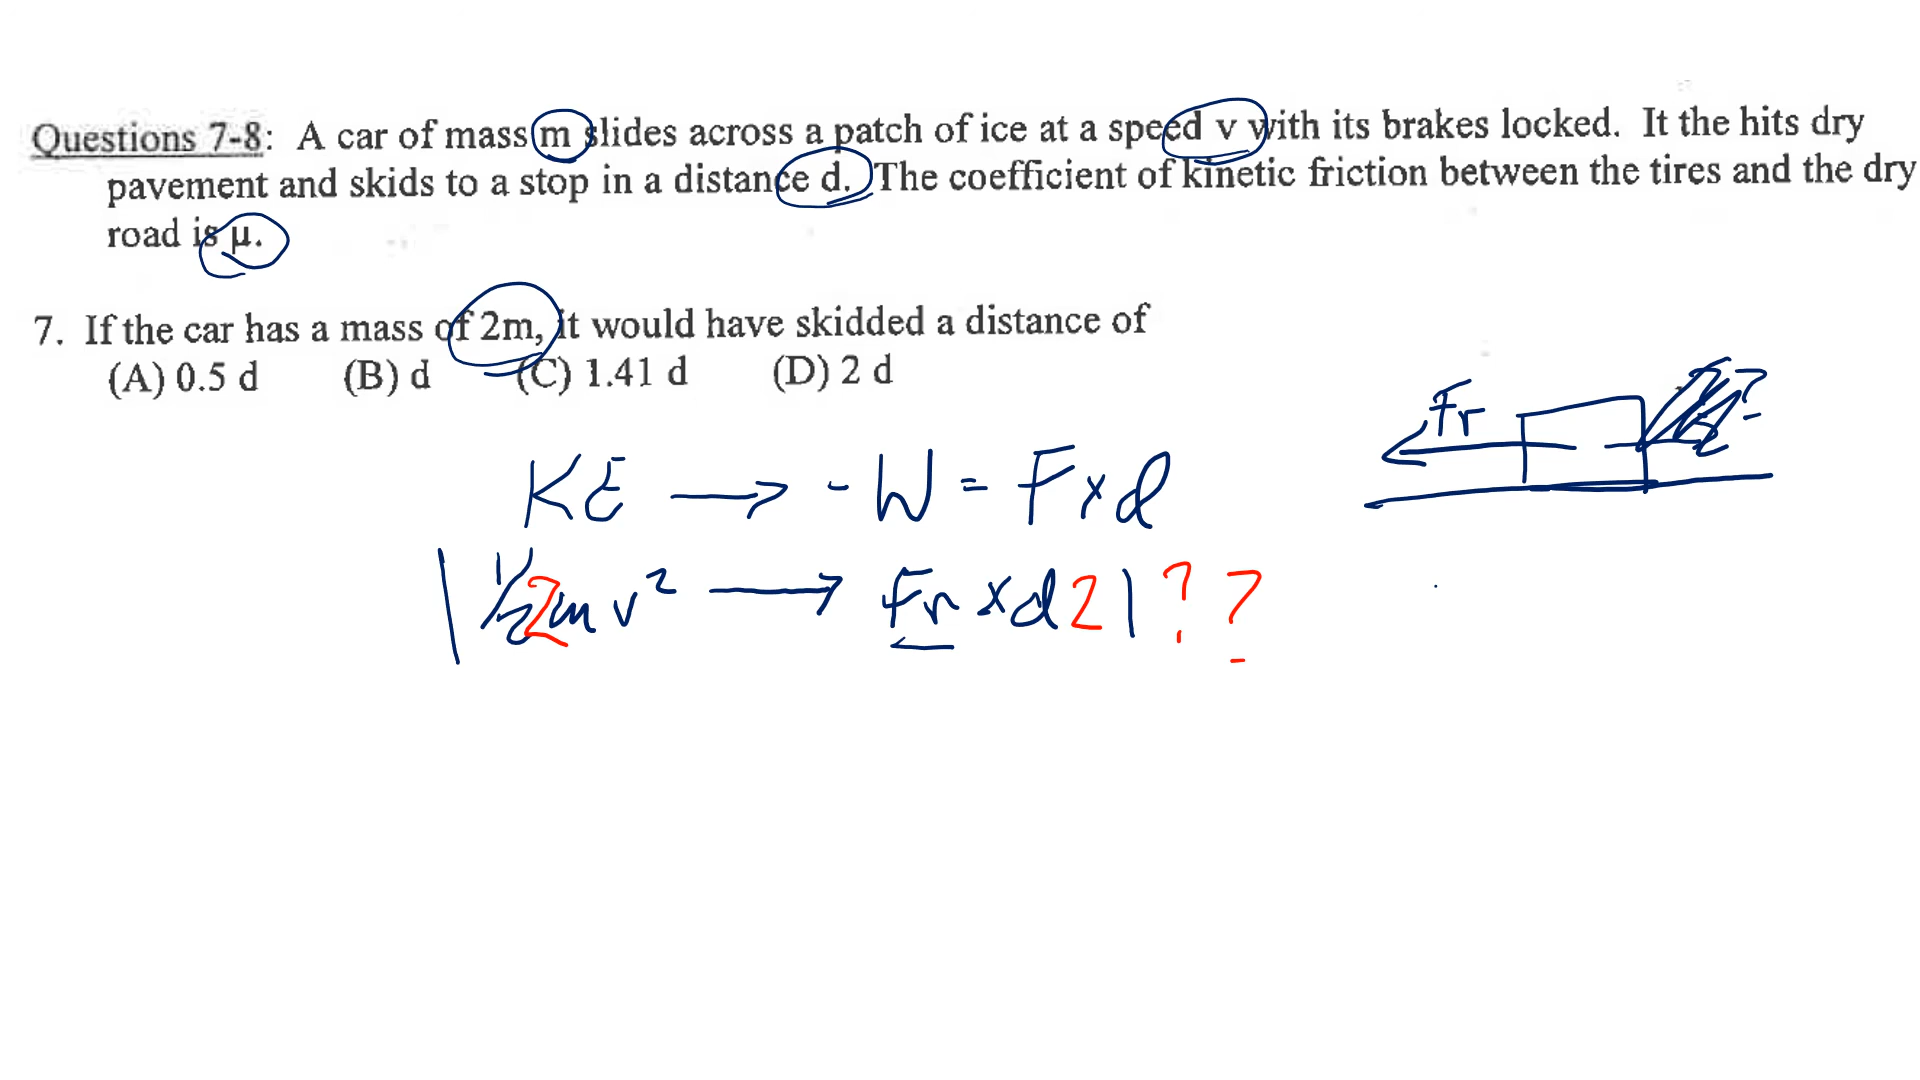 Questions 7-8: A car of mass m slides across a patch of ice at a speed v with its brakes locked. It the hits dry
pavement and skids to a stop in a distance d. The coefficient of kinetic friction between the tires and the dry
road is μ.
7. If the car has a mass of 2m, it would have skidded a distance of
(A) 0.5 d (B) d (C) 1.41 d (D) 2 d
Fr
KE → - W = F x d
| 1/2 2 m v² → Fr x d 2 | ? ?